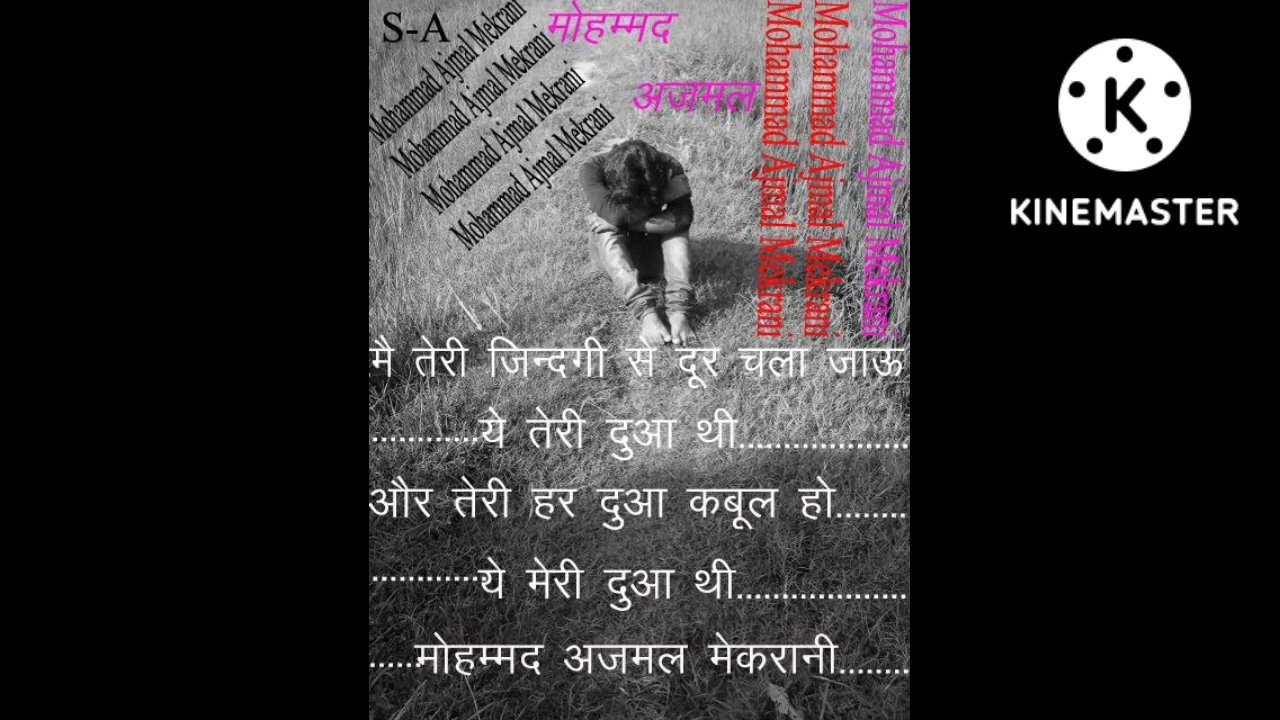 S-A
Mohammad Ajmal Mekrani
Mohammad Ajmal Mekrani
Mohammad Ajmal Mekrani
Mohammad Ajmal Mekrani
मोहम्मद
अजमल
Mohammad Ajmal Mekrani
Mohammad Ajmal Mekrani
Mohammad Ajmal Mekrani
KINEMASTER
मै तेरी जिन्दगी से दूर चला जाऊ
............ये तेरी दुआ थी...................
और तेरी हर दुआ कबूल हो........
............ये मेरी दुआ थी...................
......मोहम्मद अजमल मेकरानी........